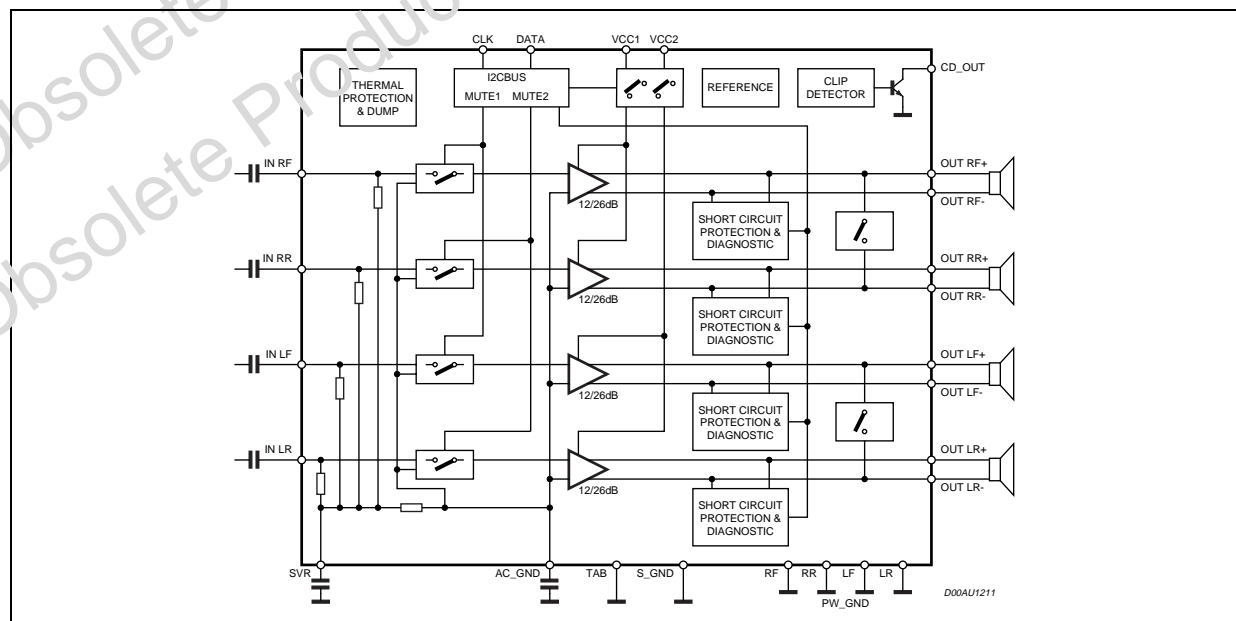 Obsolete
Obsolete Produc
CLK DATA VCC1 VCC2
CD_OUT
THERMAL
PROTECTION
& DUMP
I2CBUS
MUTE1 MUTE2
REFERENCE
CLIP
DETECTOR
IN RF
12/26dB
SHORT CIRCUIT
PROTECTION &
DIAGNOSTIC
OUT RF+
OUT RF-
IN RR
12/26dB
SHORT CIRCUIT
PROTECTION &
DIAGNOSTIC
OUT RR+
OUT RR-
IN LF
12/26dB
SHORT CIRCUIT
PROTECTION &
DIAGNOSTIC
OUT LF+
OUT LF-
IN LR
12/26dB
SHORT CIRCUIT
PROTECTION &
DIAGNOSTIC
OUT LR+
OUT LR-
SVR AC_GND TAB S_GND RF RR LF LR
PW_GND
D00AU1211